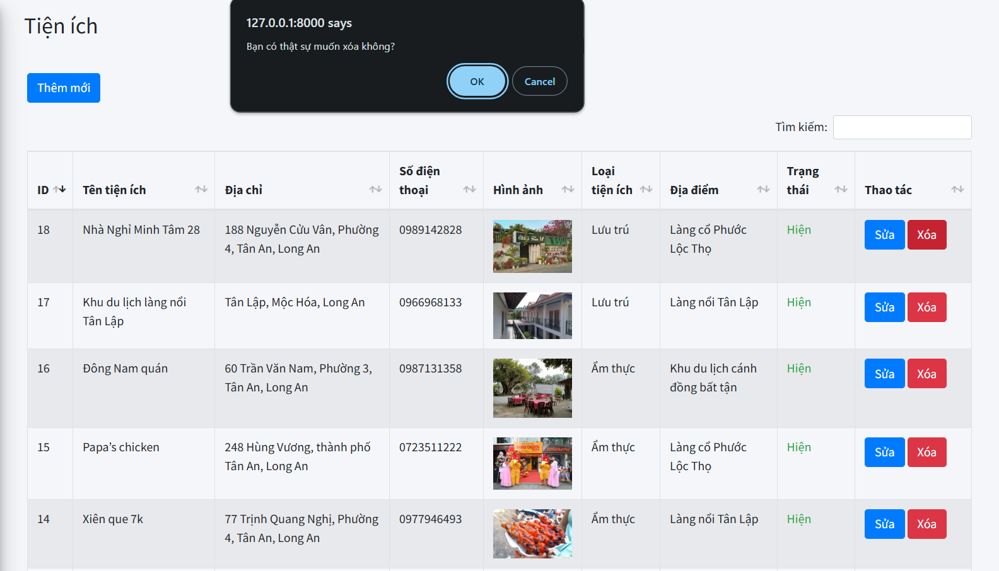 Tiện ích
127.0.0.1:8000 says
Bạn có thật sự muốn xóa không?
OK
Cancel
Thêm mới
Tìm kiếm:
ID
Tên tiện ích
Địa chỉ
Số điện
thoại
Hình ảnh
Loại
tiện ích
Địa điểm
Trạng
thái
Thao tác
18
Nhà Nghỉ Minh Tâm 28
188 Nguyễn Cửu Vân, Phường
4, Tân An, Long An
0989142828
Lưu trú
Làng cổ Phước
Lộc Thọ
Hiện
Sửa
Xóa
17
Khu du lịch làng nổi
Tân Lập
Tân Lập, Mộc Hóa, Long An
0966968133
Lưu trú
Làng nổi Tân Lập
Hiện
Sửa
Xóa
16
Đông Nam quán
60 Trần Văn Nam, Phường 3,
Tân An, Long An
0987131358
Ẩm thực
Khu du lịch cánh
đồng bất tận
Hiện
Sửa
Xóa
15
Papa’s chicken
248 Hùng Vương, thành phố
Tân An, Long An
0723511222
Ẩm thực
Làng cổ Phước
Lộc Thọ
Hiện
Sửa
Xóa
14
Xiên que 7k
77 Trịnh Quang Nghị, Phường
4, Tân An, Long An
0977946493
Ẩm thực
Làng nổi Tân Lập
Hiện
Sửa
Xóa